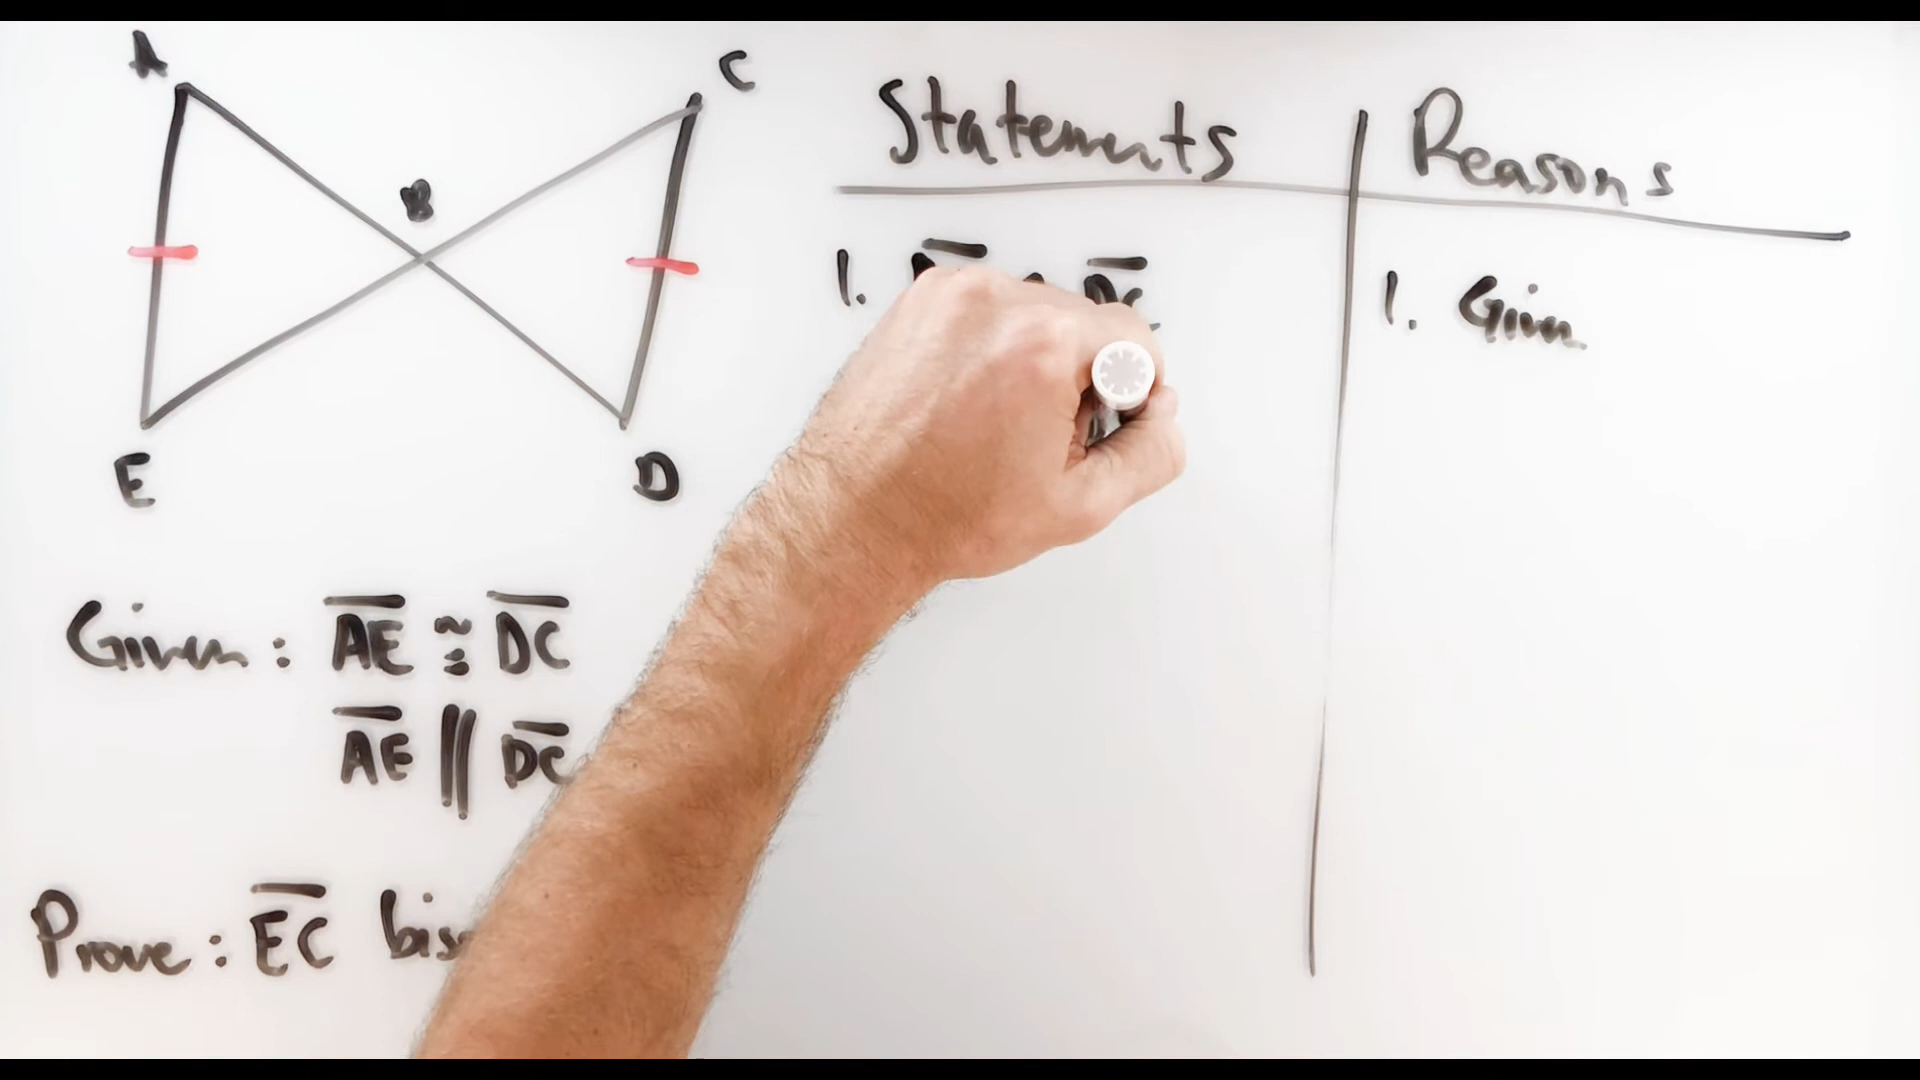 A
C
B
E
D
Statements
Reasons
1. DC
1. Given
Given: AE ≅ DC
AE || DC
Prove: EC